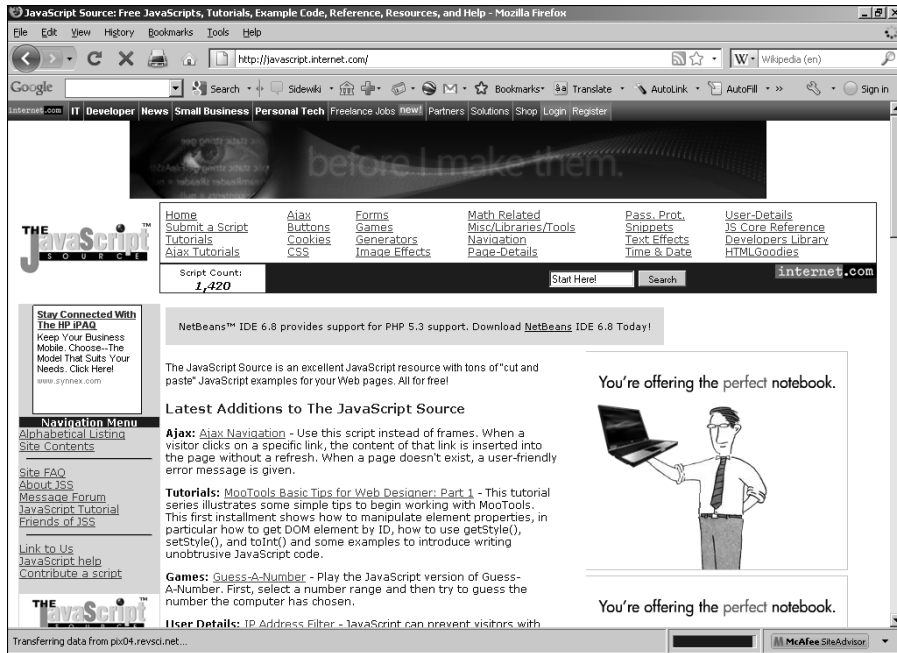 JavaScript Source: Free JavaScripts, Tutorials, Example Code, Reference, Resources, and Help - Mozilla Firefox
File Edit View History Bookmarks Tools Help
http://javascript.internet.com/
W Wikipedia (en)
Google Search Sidewiki Bookmarks Translate AutoLink AutoFill Sign in
internet.com IT Developer News Small Business Personal Tech Freelance Jobs new! Partners Solutions Shop Login Register
before I make them.
THE JavaScript SOURCE TM
Home Ajax Forms Math Related Pass. Prot. User-Details
Submit a Script Buttons Games Misc/Libraries/Tools Snippets JS Core Reference
Tutorials Cookies Generators Navigation Text Effects Developers Library
Ajax Tutorials CSS Image Effects Page-Details Time & Date HTMLGoodies
Script Count:
1,420
Start Here! Search
internet.com
Stay Connected With
The HP iPAQ
Keep Your Business
Mobile. Choose--The
Model That Suits Your
Needs. Click Here!
www.synnex.com
Navigation Menu
Alphabetical Listing
Site Contents
Site FAQ
About JSS
Message Forum
JavaScript Tutorial
Friends of JSS
Link to Us
JavaScript help
Contribute a script
THE JavaScript TM
NetBeans™ IDE 6.8 provides support for PHP 5.3 support. Download NetBeans IDE 6.8 Today!
The JavaScript Source is an excellent JavaScript resource with tons of "cut and
paste" JavaScript examples for your Web pages. All for free!
Latest Additions to The JavaScript Source
Ajax: Ajax Navigation - Use this script instead of frames. When a
visitor clicks on a specific link, the content of that link is inserted into
the page without a refresh. When a page doesn't exist, a user-friendly
error message is given.
Tutorials: MooTools Basic Tips for Web Designer: Part 1 - This tutorial
series illustrates some simple tips to begin working with MooTools.
This first installment shows how to manipulate element properties, in
particular how to get DOM element by ID, how to use getStyle(),
setStyle(), and toInt() and some examples to introduce writing
unobtrusive JavaScript code.
Games: Guess-A-Number - Play the JavaScript version of Guess-
A-Number. First, select a number range and then try to guess the
number the computer has chosen.
User Details: IP Address Filter - JavaScript can prevent visitors with
You're offering the perfect notebook.
You're offering the perfect notebook.
Transferring data from pix04.revsci.net...
McAfee SiteAdvisor